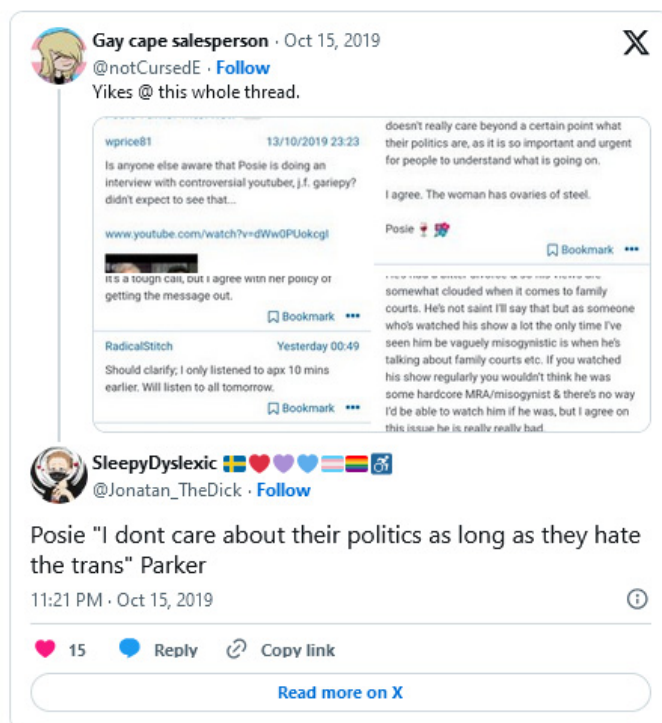 Gay cape salesperson · Oct 15, 2019
@notCursedE · Follow
Yikes @ this whole thread.
wprice81 13/10/2019 23:23
Is anyone else aware that Posie is doing an
interview with controversial youtuber, j.f. gariepy?
didn't expect to see that...
www.youtube.com/watch?v=dWw0PUokcgI
It's a tough call, but I agree with her policy of
getting the message out.
Bookmark •••
RadicalStitch Yesterday 00:49
Should clarify; I only listened to apx 10 mins
earlier. Will listen to all tomorrow.
Bookmark •••
doesn't really care beyond a certain point what
their politics are, as it is so important and urgent
for people to understand what is going on.
I agree. The woman has ovaries of steel.
Posie 🍷 💐
Bookmark •••
somewhat clouded when it comes to family
courts. He's not saint I'll say that but as someone
who's watched his show a lot the only time I've
seen him be vaguely misogynistic is when he's
talking about family courts etc. If you watched
his show regularly you wouldn't think he was
some hardcore MRA/misogynist & there's no way
I'd be able to watch him if he was, but I agree on
this issue he is really really bad
SleepyDyslexic 🇸🇪❤️💜💙🏳️‍⚧️🏳️‍🌈♿
@Jonatan_TheDick · Follow
Posie "I dont care about their politics as long as they hate
the trans" Parker
11:21 PM · Oct 15, 2019
15 Reply Copy link
Read more on X